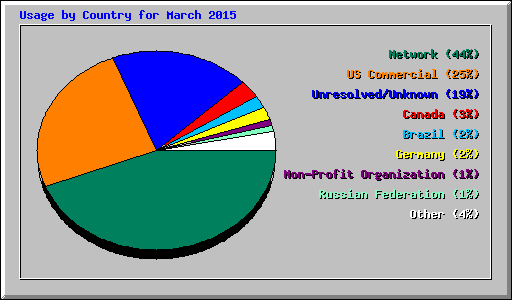 Usage by Country for March 2015
Network (44%)
US Commercial (25%)
Unresolved/Unknown (19%)
Canada (3%)
Brazil (2%)
Germany (2%)
Non-Profit Organization (1%)
Russian Federation (1%)
Other (4%)